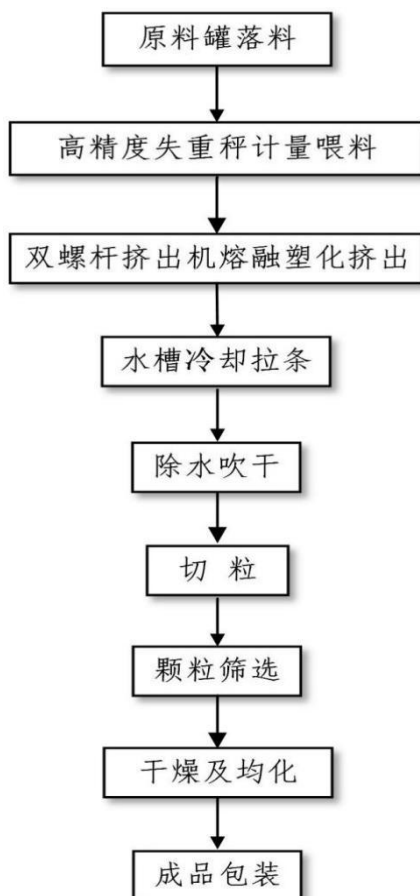 原料罐落料
高精度失重秤计量喂料
双螺杆挤出机熔融塑化挤出
水槽冷却拉条
除水吹干
切 粒
颗粒筛选
干燥及均化
成品包装